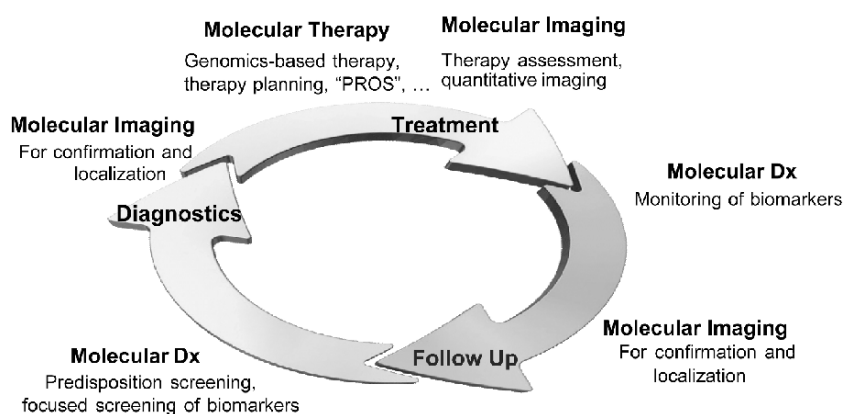 Molecular Therapy
Genomics-based therapy,
therapy planning, “PROS”, …
Molecular Imaging
Therapy assessment,
quantitative imaging
Molecular Imaging
For confirmation and
localization
Treatment
Molecular Dx
Monitoring of biomarkers
Diagnostics
Molecular Imaging
For confirmation and
localization
Follow Up
Molecular Dx
Predisposition screening,
focused screening of biomarkers